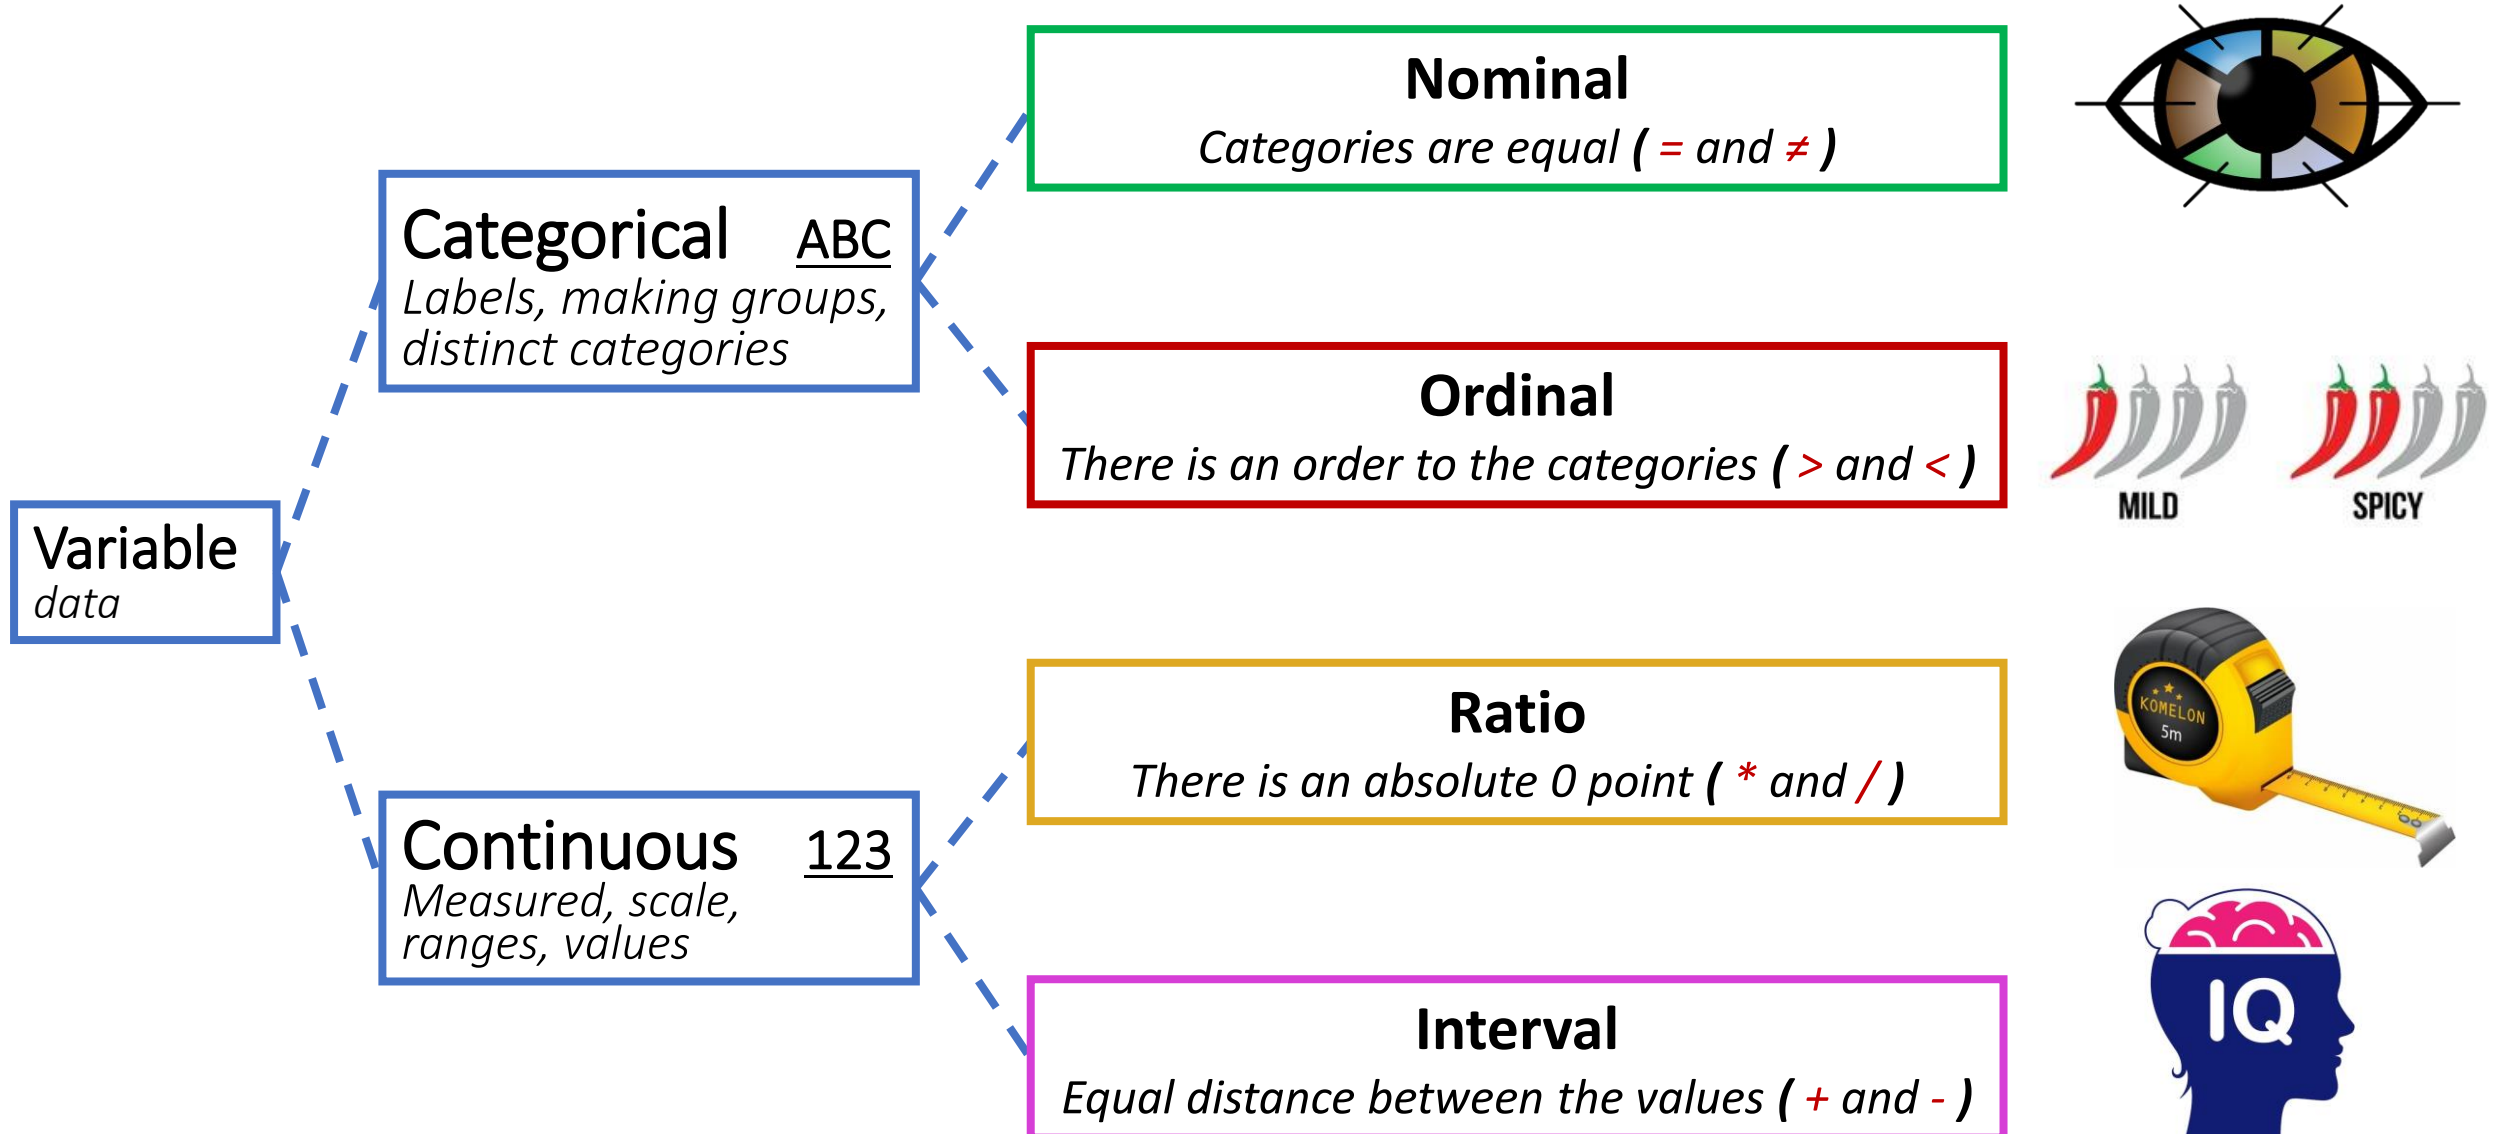 Variable
data
Categorical ABC
Labels, making groups,
distinct categories
Continuous 123
Measured, scale,
ranges, values
Nominal
Categories are equal ( = and ≠ )
Ordinal
There is an order to the categories ( > and < )
MILD SPICY
Ratio
There is an absolute 0 point ( * and / )
KOMELON
5m
Interval
Equal distance between the values ( + and - )
IQ